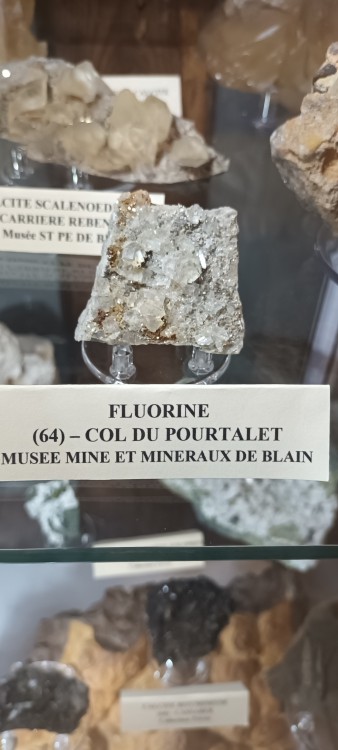 CITE SCALENOED
CARRIERE REBEN
Musée ST PE DE B
FLUORINE
(64) – COL DU POURTALET
MUSEE MINE ET MINERAUX DE BLAIN